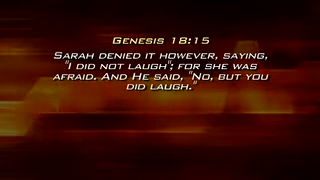 Genesis 18:15
Sarah denied it however, saying,
"I did not laugh"; for she was
afraid. And He said, "No, but you
did laugh."